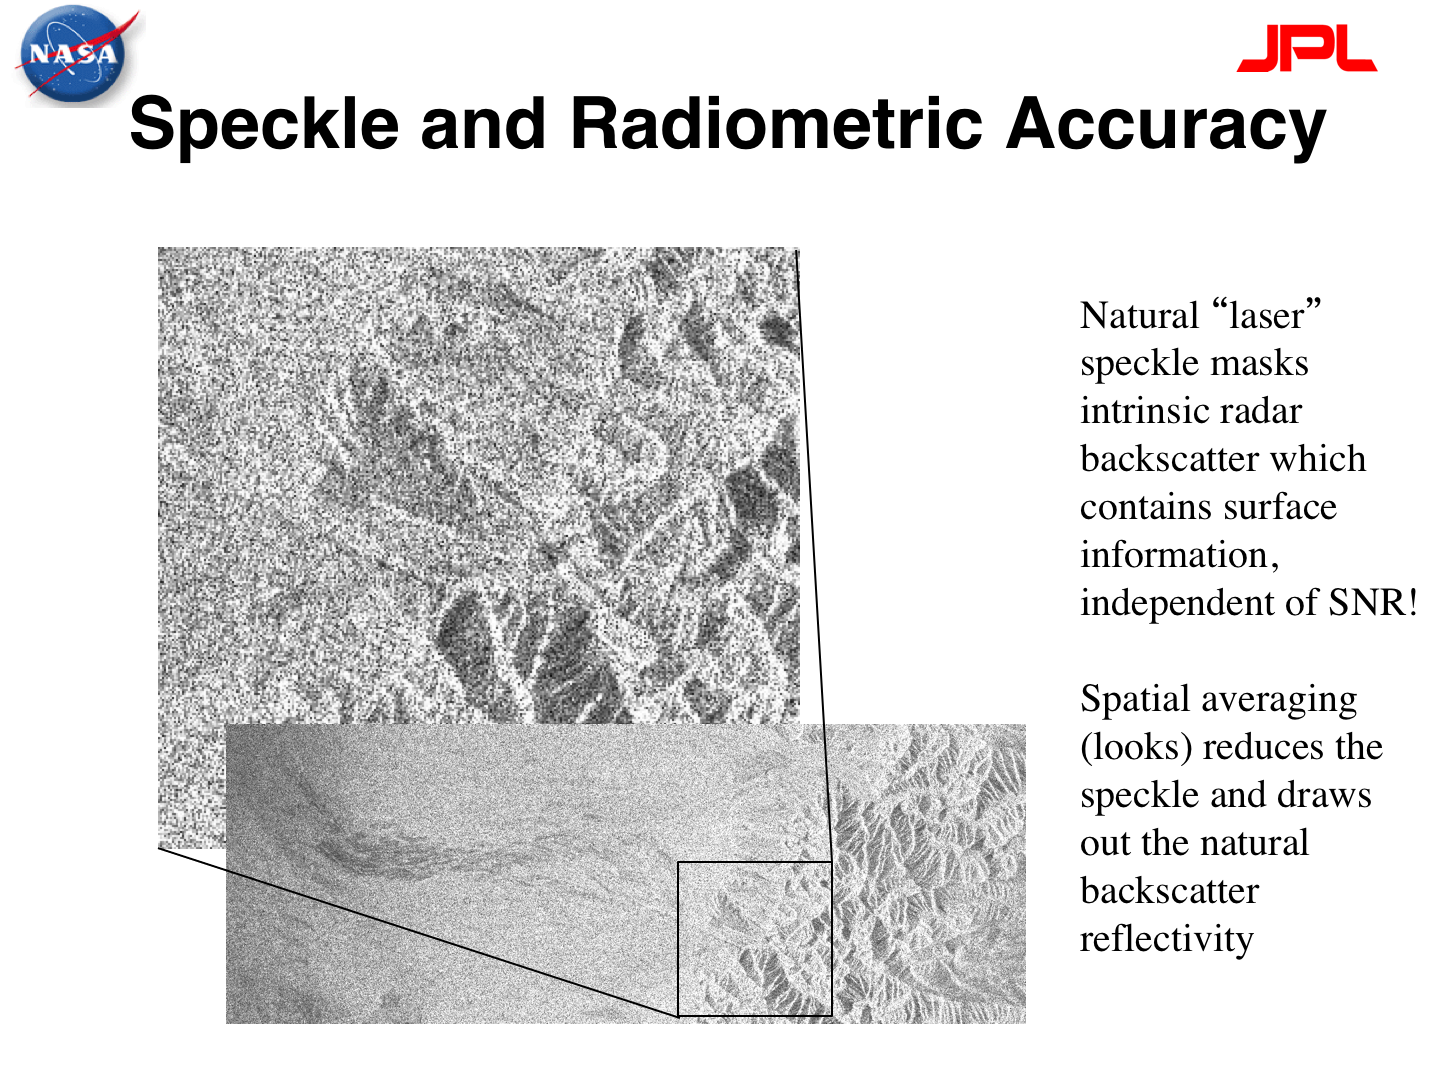 NASA
JPL
Speckle and Radiometric Accuracy
Natural “laser”
speckle masks
intrinsic radar
backscatter which
contains surface
information,
independent of SNR!
Spatial averaging
(looks) reduces the
speckle and draws
out the natural
backscatter
reflectivity